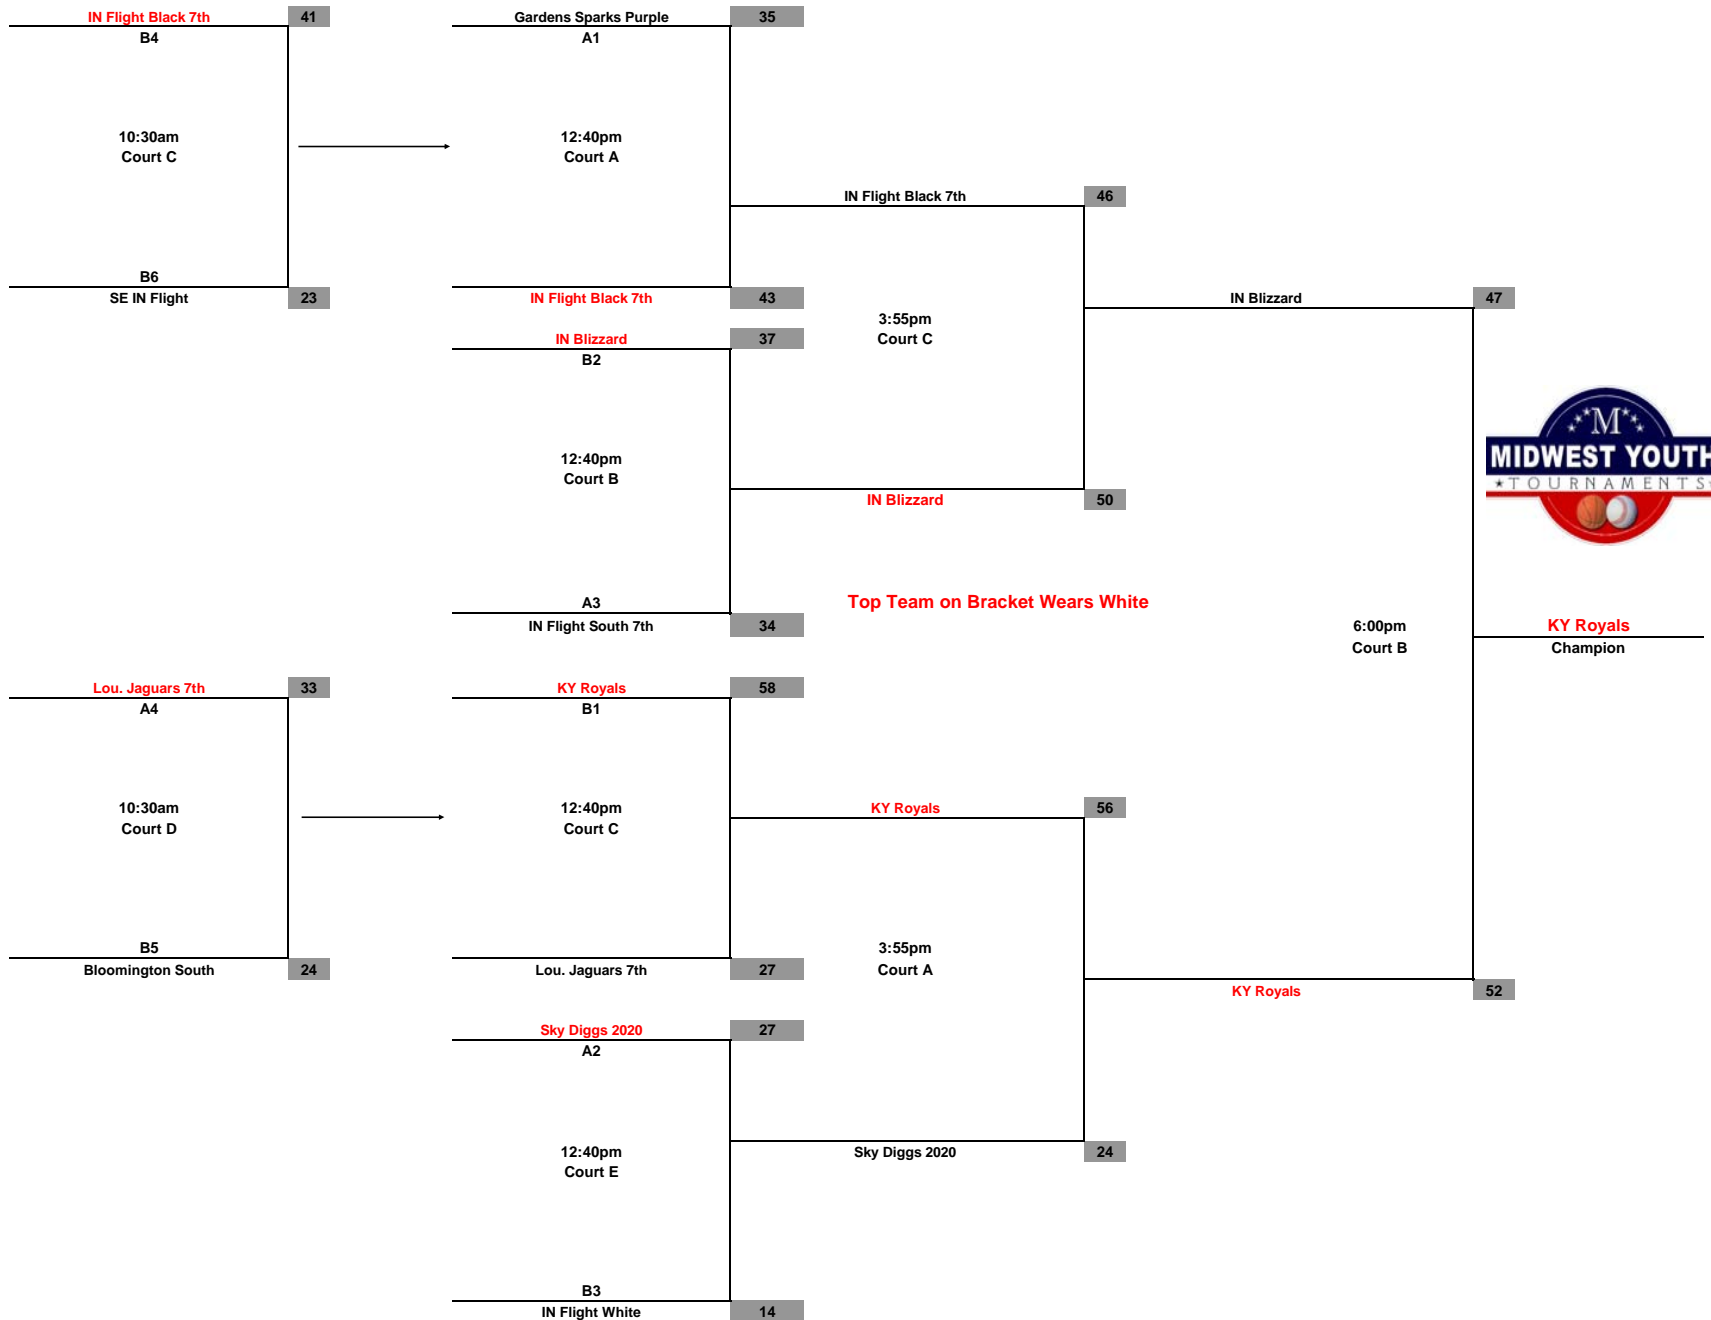 IN Flight Black 7th 41
B4
10:30am
Court C
B6
SE IN Flight 23
Gardens Sparks Purple 35
A1
12:40pm
Court A
IN Flight Black 7th 43
IN Blizzard 37
B2
12:40pm
Court B
A3
IN Flight South 7th 34
IN Flight Black 7th 46
3:55pm
Court C
IN Blizzard 50
IN Blizzard 47
M
MIDWEST YOUTH
TOURNAMENTS
Top Team on Bracket Wears White
6:00pm
Court B
KY Royals
Champion
Lou. Jaguars 7th 33
A4
10:30am
Court D
B5
Bloomington South 24
KY Royals 58
B1
12:40pm
Court C
Lou. Jaguars 7th 27
Sky Diggs 2020 27
A2
12:40pm
Court E
B3
IN Flight White 14
KY Royals 56
3:55pm
Court A
Sky Diggs 2020 24
KY Royals 52